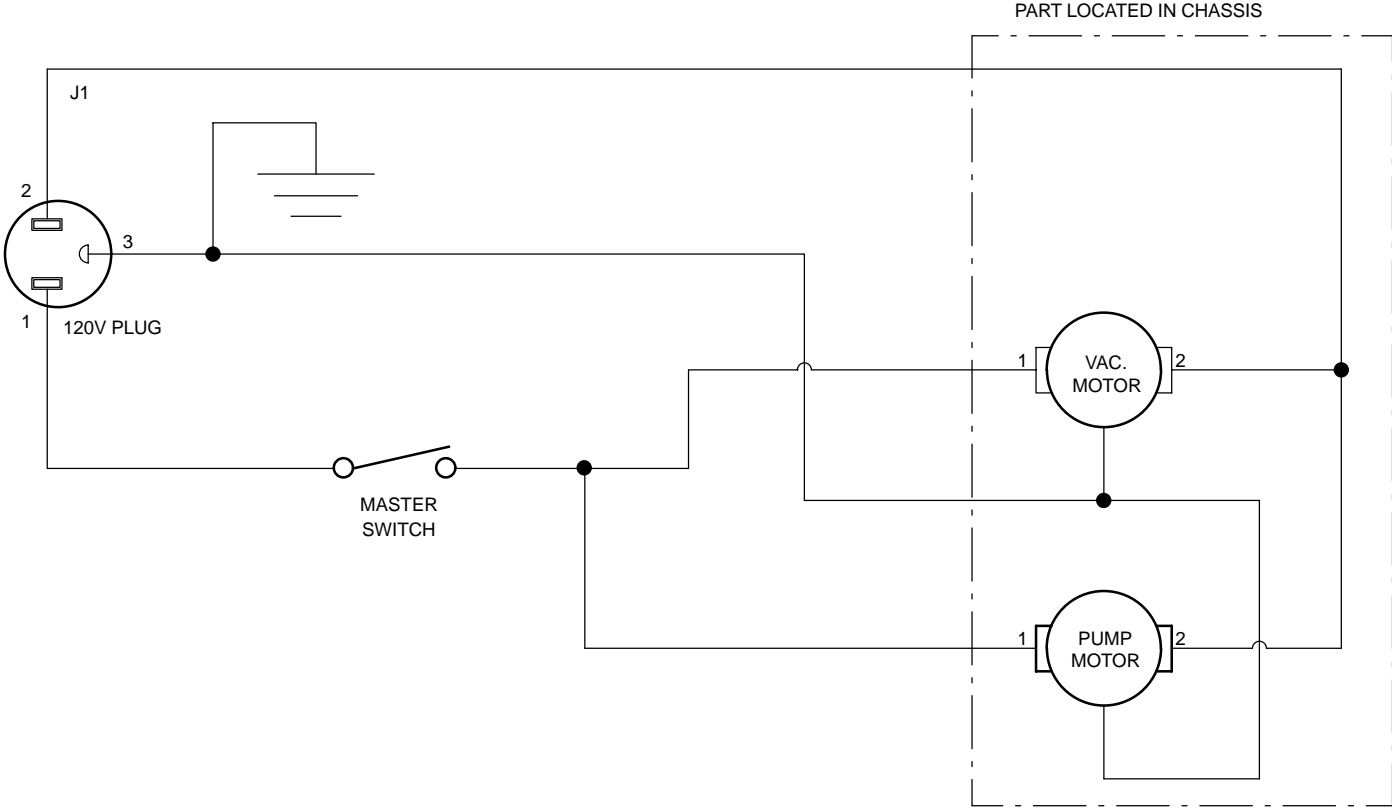 PART LOCATED IN CHASSIS
J1
2
3
1
120V PLUG
1
VAC.
MOTOR
2
MASTER
SWITCH
1
PUMP
MOTOR
2